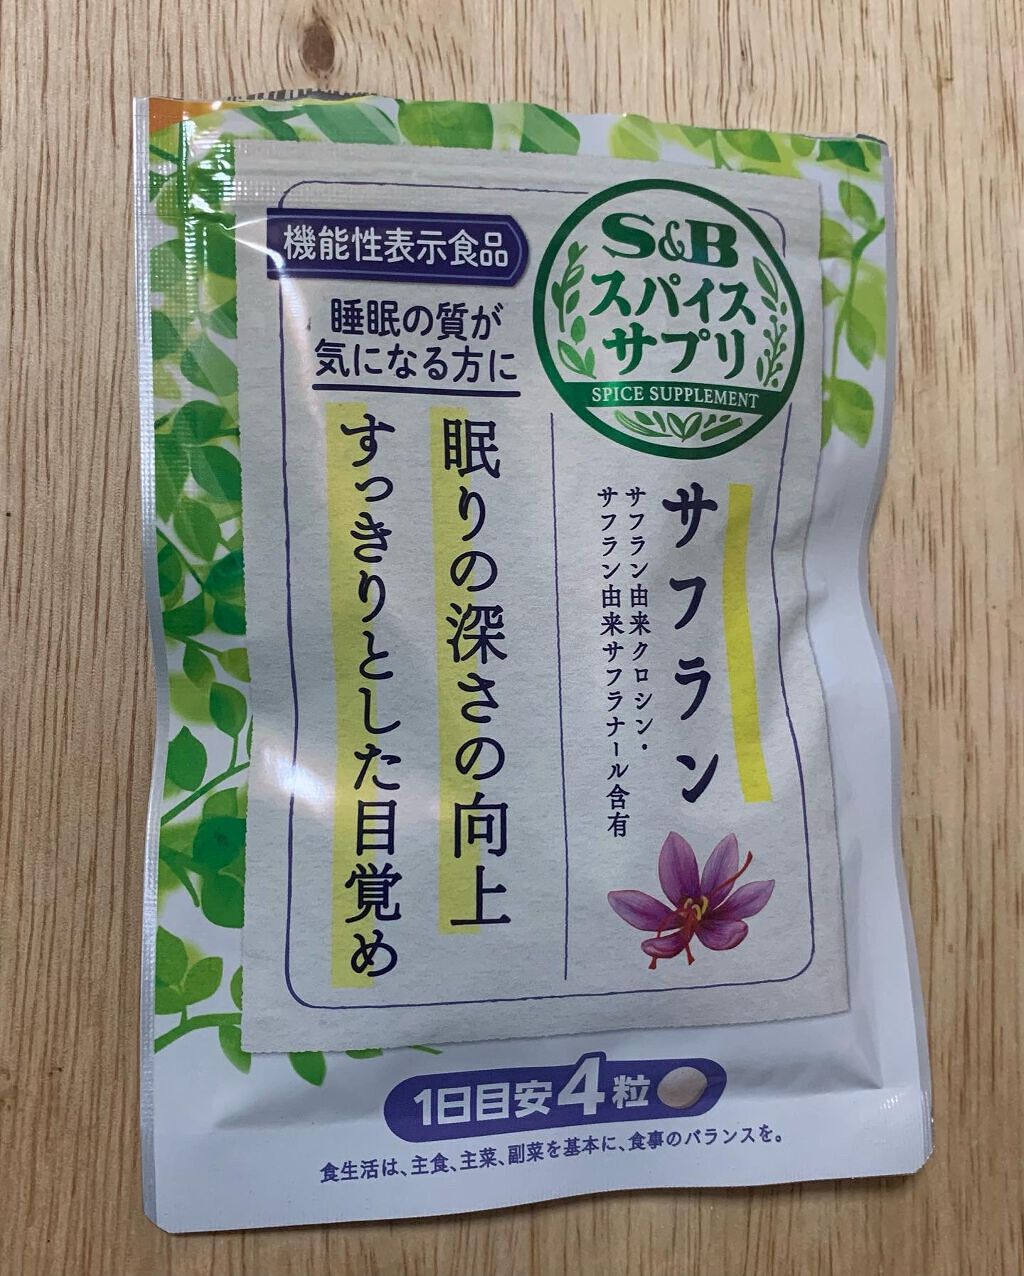 機能性表示食品
睡眠の質が
気になる方に
S&B
スパイス
サプリ
SPICE SUPPLEMENT
サフラン
サフラン由来クロシン・
サフラン由来サフラナール含有
眠りの深さの向上
すっきりとした目覚め
1日目安4粒
食生活は、主食、主菜、副菜を基本に、食事のバランスを。